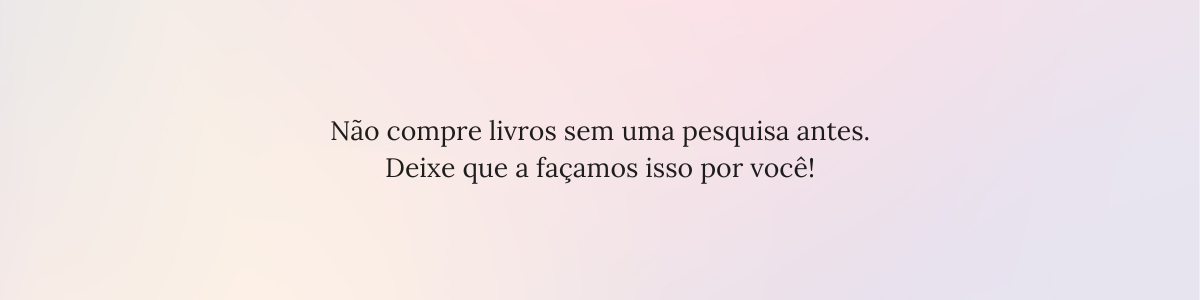 Não compre livros sem uma pesquisa antes.
Deixe que a façamos isso por você!